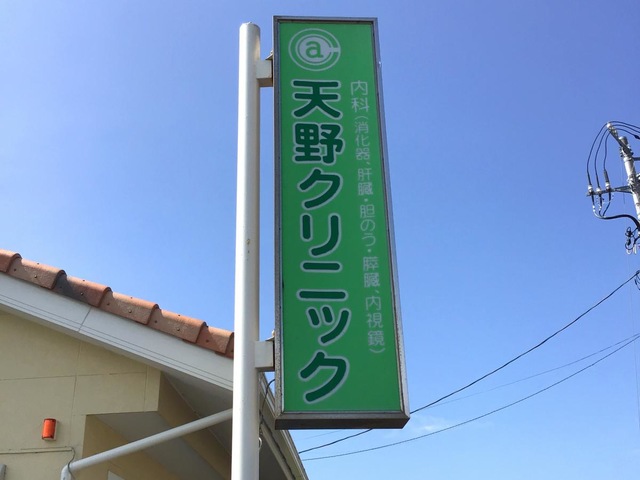 a
内科(消化器、肝臓・胆のう・膵臓、内視鏡)
天野クリニック